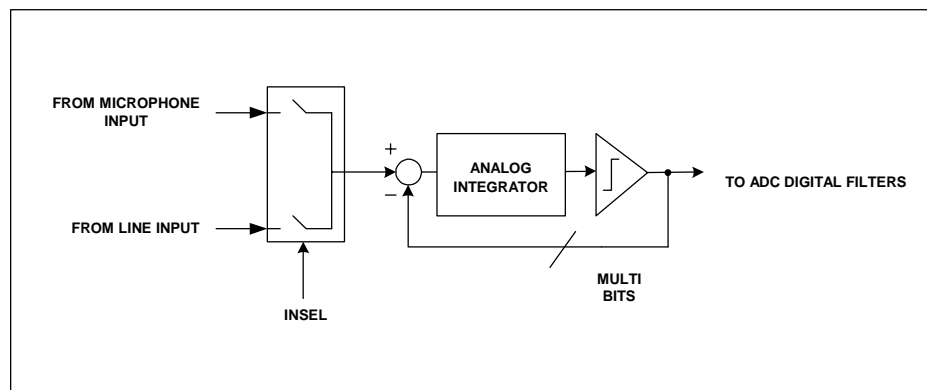 FROM MICROPHONE
INPUT
FROM LINE INPUT
INSEL
+
−
ANALOG
INTEGRATOR
TO ADC DIGITAL FILTERS
MULTI
BITS